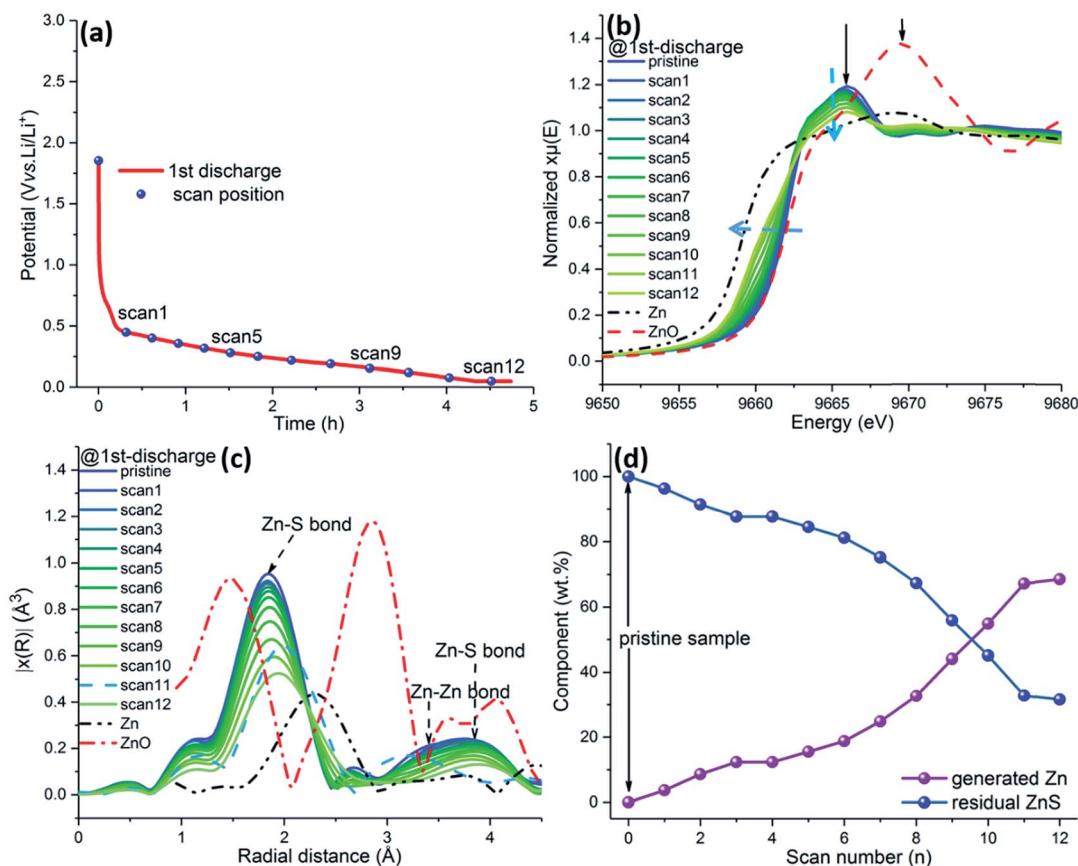 (a)
3.0
2.5
2.0
1.5
1.0
0.5
0.0
Potential (Vvs.Li/Li+)
1st discharge
scan position
scan1
scan5
scan9
scan12
0 1 2 3 4 5
Time (h)
(b)
1.4
1.2
1.0
0.8
0.6
0.4
0.2
0.0
Normalized xμ(E)
@1st-discharge
pristine
scan1
scan2
scan3
scan4
scan5
scan6
scan7
scan8
scan9
scan10
scan11
scan12
Zn
ZnO
9650 9655 9660 9665 9670 9675 9680
Energy (eV)
(c)
1.4
1.2
1.0
0.8
0.6
0.4
0.2
0.0
|x(R)| (Å³)
@1st-discharge
pristine
scan1
scan2
scan3
scan4
scan5
scan6
scan7
scan8
scan9
scan10
scan11
scan12
Zn
ZnO
Zn-S bond
Zn-S bond
Zn-Zn bond
0 1 2 3 4
Radial distance (Å)
(d)
100
80
60
40
20
0
Component (wt.%)
pristine sample
generated Zn
residual ZnS
0 2 4 6 8 10 12
Scan number (n)